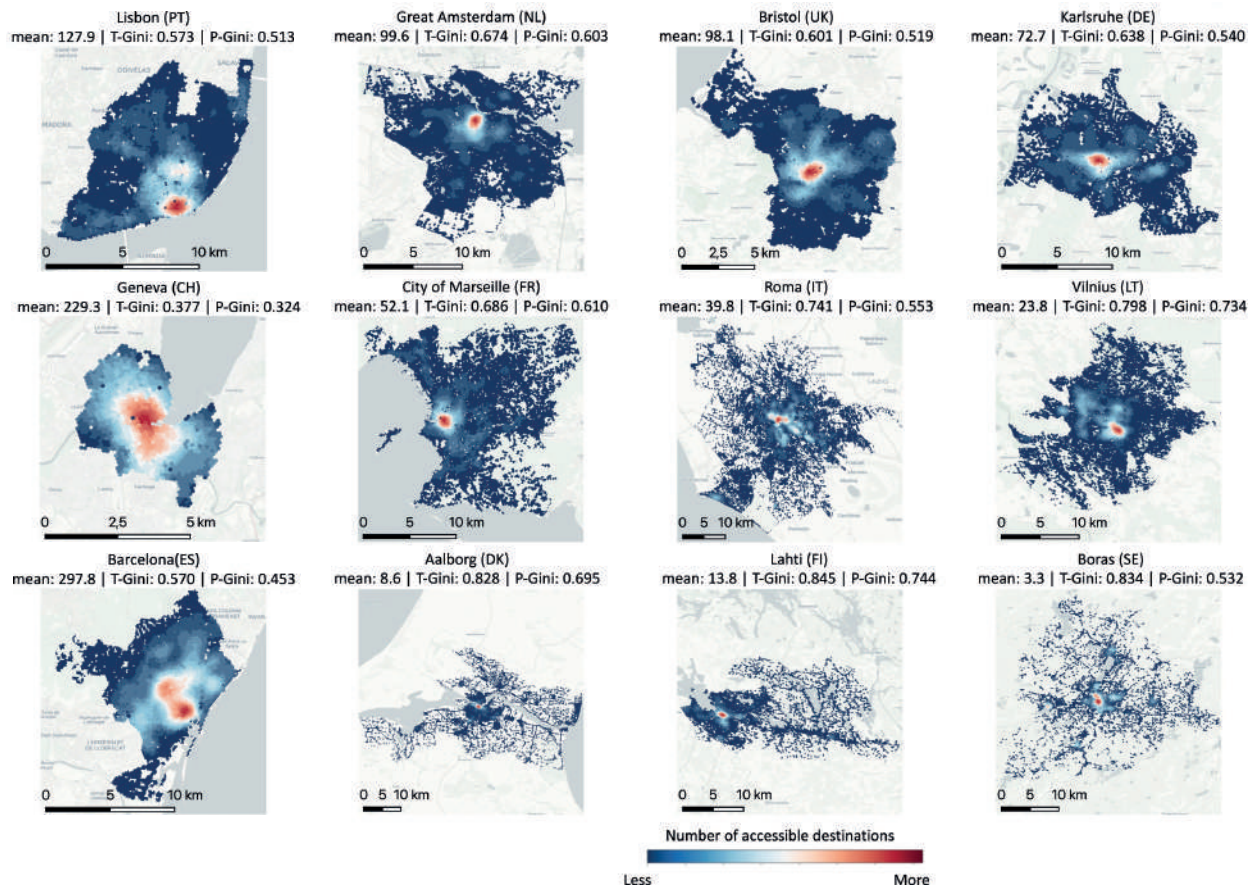 Lisbon (PT)
mean: 127.9 | T-Gini: 0.573 | P-Gini: 0.513
Great Amsterdam (NL)
mean: 99.6 | T-Gini: 0.674 | P-Gini: 0.603
Bristol (UK)
mean: 98.1 | T-Gini: 0.601 | P-Gini: 0.519
Karlsruhe (DE)
mean: 72.7 | T-Gini: 0.638 | P-Gini: 0.540
0 5 10 km
0 5 10 km
0 2,5 5 km
0 5 10 km
Geneva (CH)
mean: 229.3 | T-Gini: 0.377 | P-Gini: 0.324
City of Marseille (FR)
mean: 52.1 | T-Gini: 0.686 | P-Gini: 0.610
Roma (IT)
mean: 39.8 | T-Gini: 0.741 | P-Gini: 0.553
Vilnius (LT)
mean: 23.8 | T-Gini: 0.798 | P-Gini: 0.734
0 2,5 5 km
0 5 10 km
0 5 10 km
0 5 10 km
Barcelona(ES)
mean: 297.8 | T-Gini: 0.570 | P-Gini: 0.453
Aalborg (DK)
mean: 8.6 | T-Gini: 0.828 | P-Gini: 0.695
Lahti (FI)
mean: 13.8 | T-Gini: 0.845 | P-Gini: 0.744
Boras (SE)
mean: 3.3 | T-Gini: 0.834 | P-Gini: 0.532
0 5 10 km
0 5 10 km
0 5 10 km
0 5 10 km
Number of accessible destinations
Less More